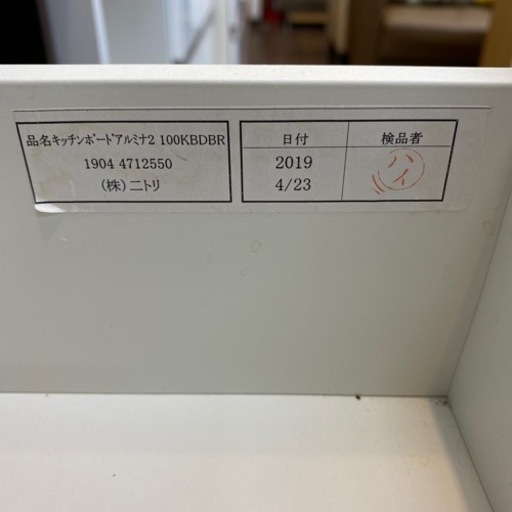 品名キッチンボードアルミナ2 100KBDBR
1904 4712550
(株)ニトリ
日付
検品者
2019
4/23
ハイ